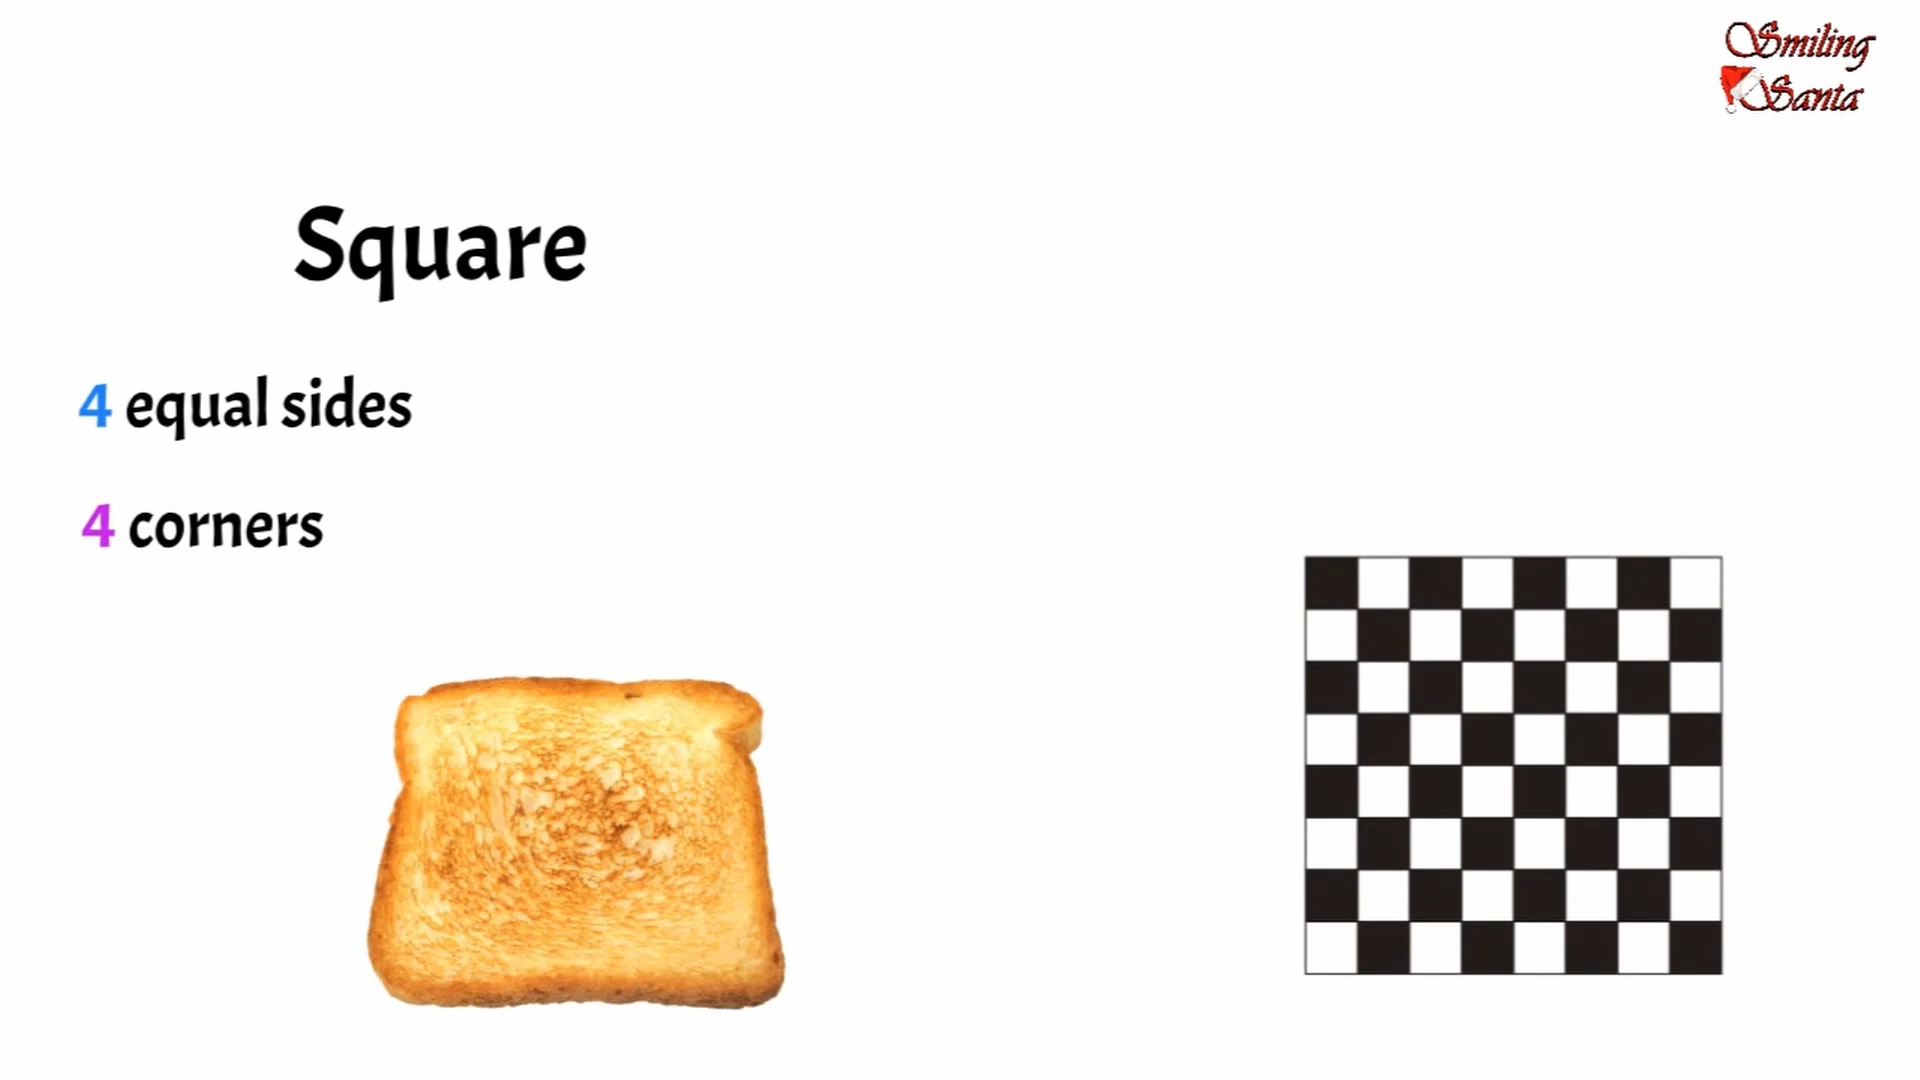 Smiling
Santa
Square
4 equal sides
4 corners